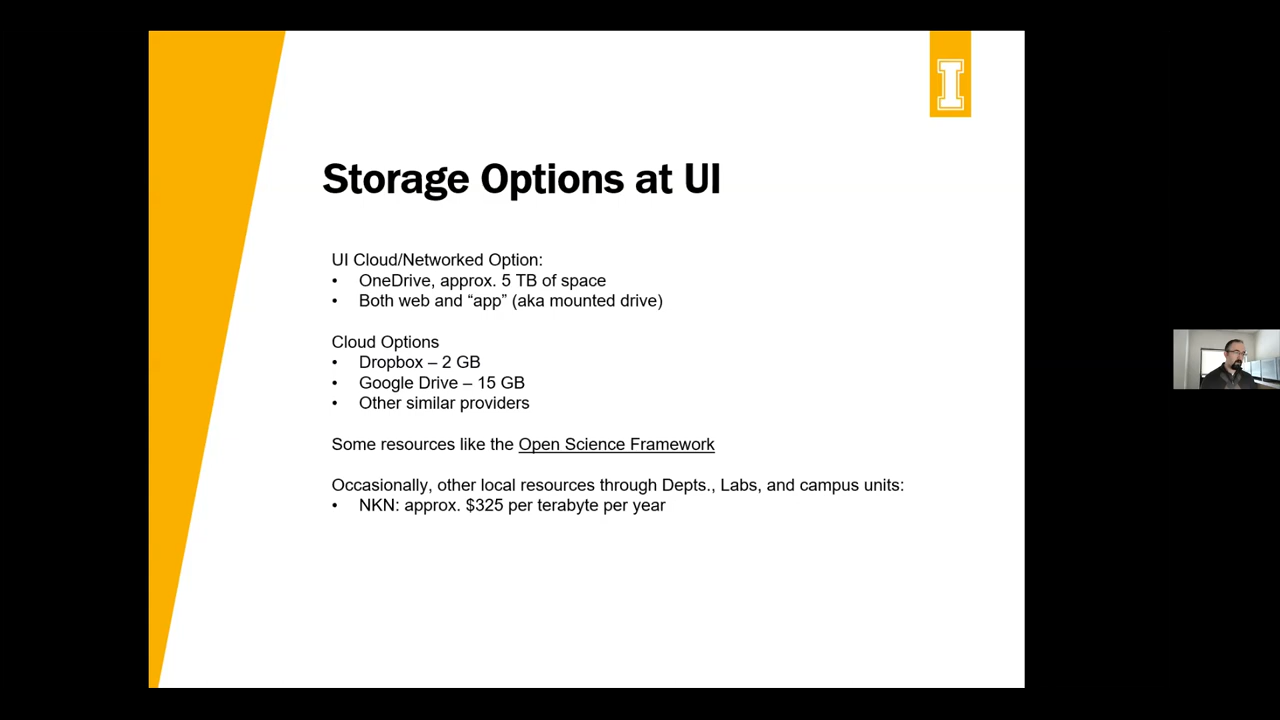 I
Storage Options at UI
UI Cloud/Networked Option:
• OneDrive, approx. 5 TB of space
• Both web and “app” (aka mounted drive)
Cloud Options
• Dropbox – 2 GB
• Google Drive – 15 GB
• Other similar providers
Some resources like the Open Science Framework
Occasionally, other local resources through Depts., Labs, and campus units:
• NKN: approx. $325 per terabyte per year